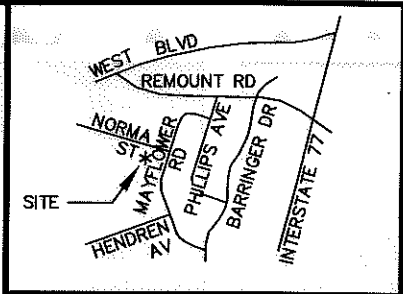 WEST BLVD
REMOUNT RD
NORMA
ST
MAYFLOWER
RD
PHILLIPS AVE
BARRINGER DR
INTERSTATE 77
SITE
HENDREN
AV